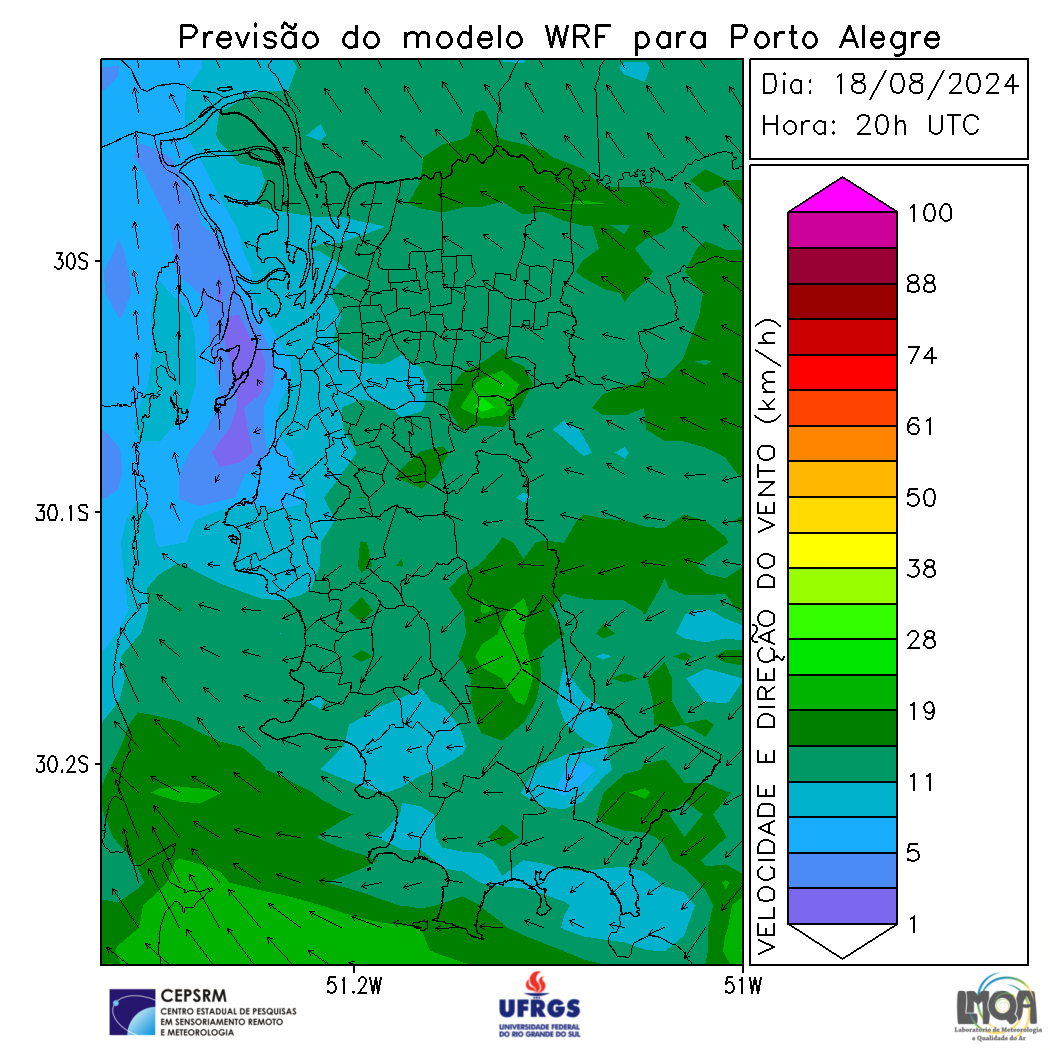 Previsão do modelo WRF para Porto Alegre
Dia: 18/08/2024
Hora: 20h UTC
30S
30.1S
30.2S
51.2W
51W
VELOCIDADE E DIREÇÃO DO VENTO (km/h)
100
88
74
61
50
38
28
19
11
5
1
CEPSRM
CENTRO ESTADUAL DE PESQUISAS
EM SENSORIAMENTO REMOTO
E METEOROLOGIA
UFRGS
UNIVERSIDADE FEDERAL
DO RIO GRANDE DO SUL
LMQA
Laboratório de Meteorologia
e Qualidade do Ar